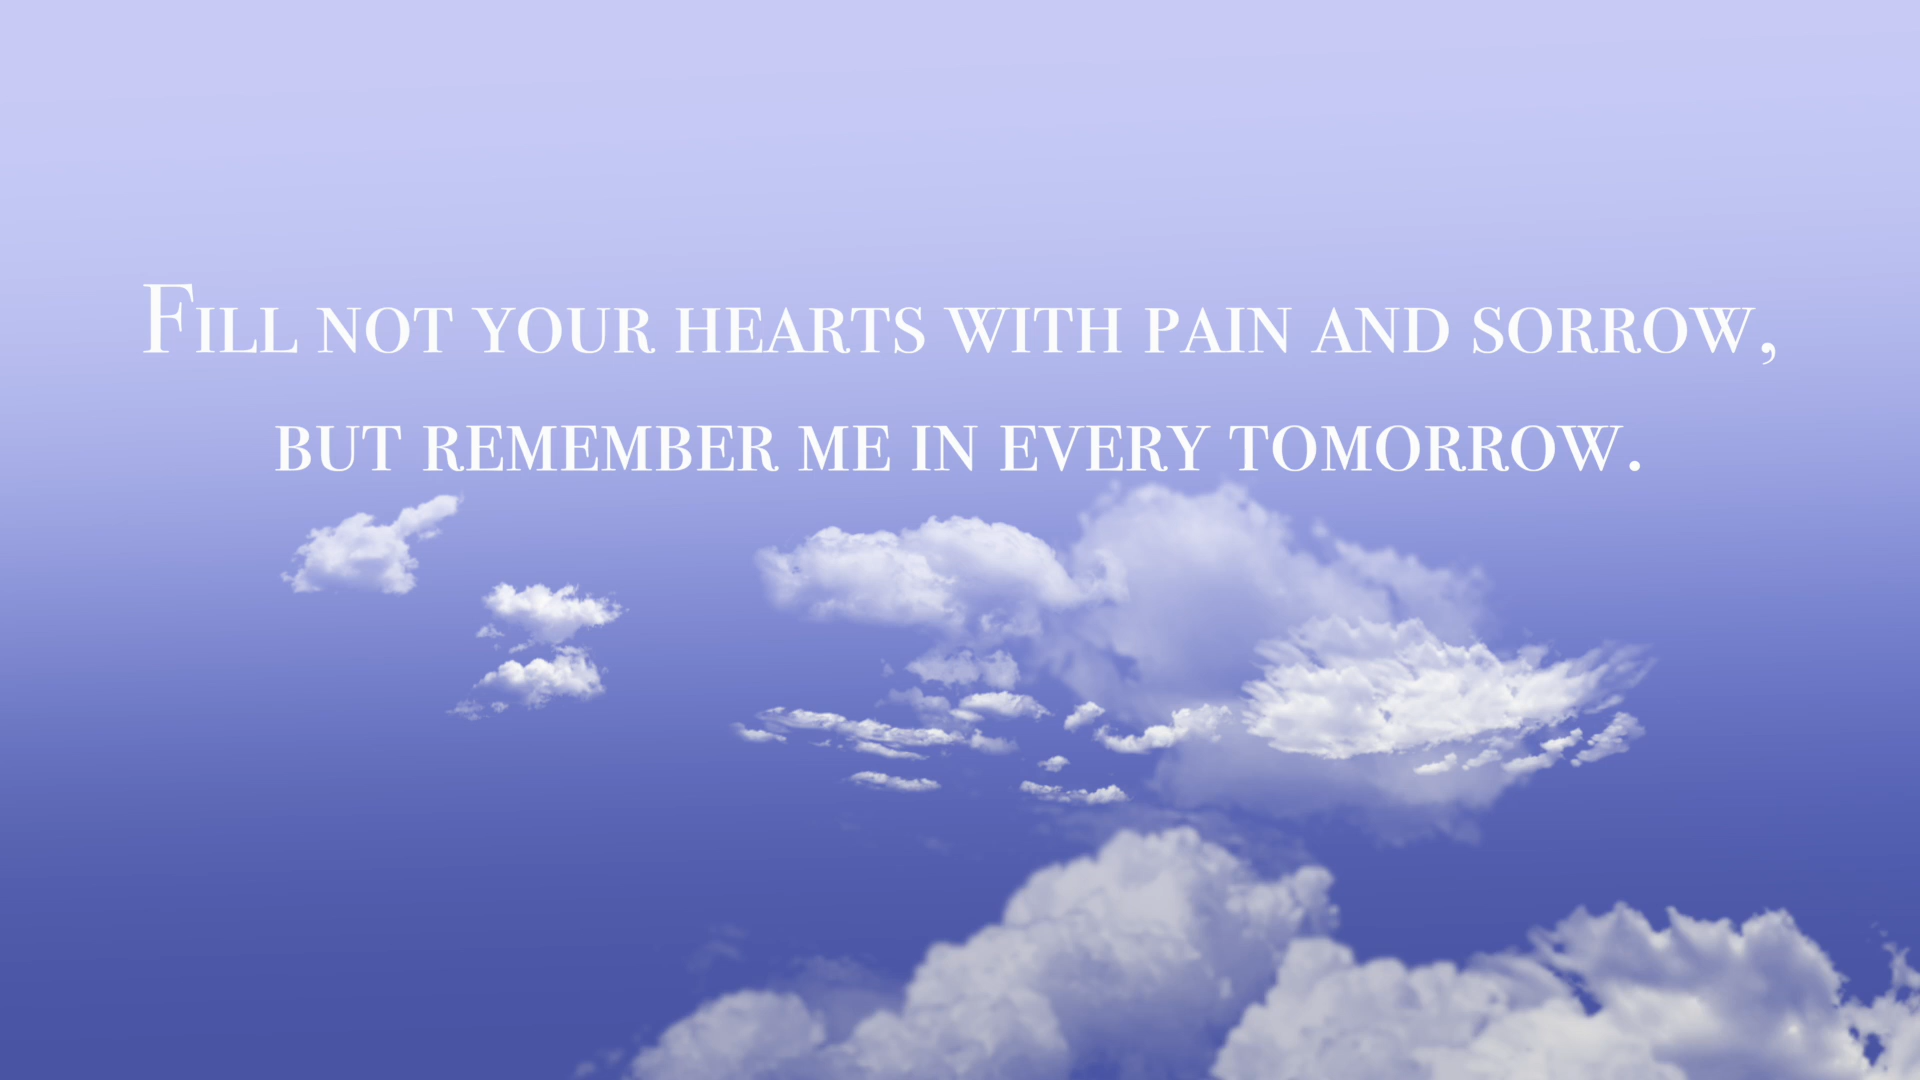 Fill not your hearts with pain and sorrow,
but remember me in every tomorrow.